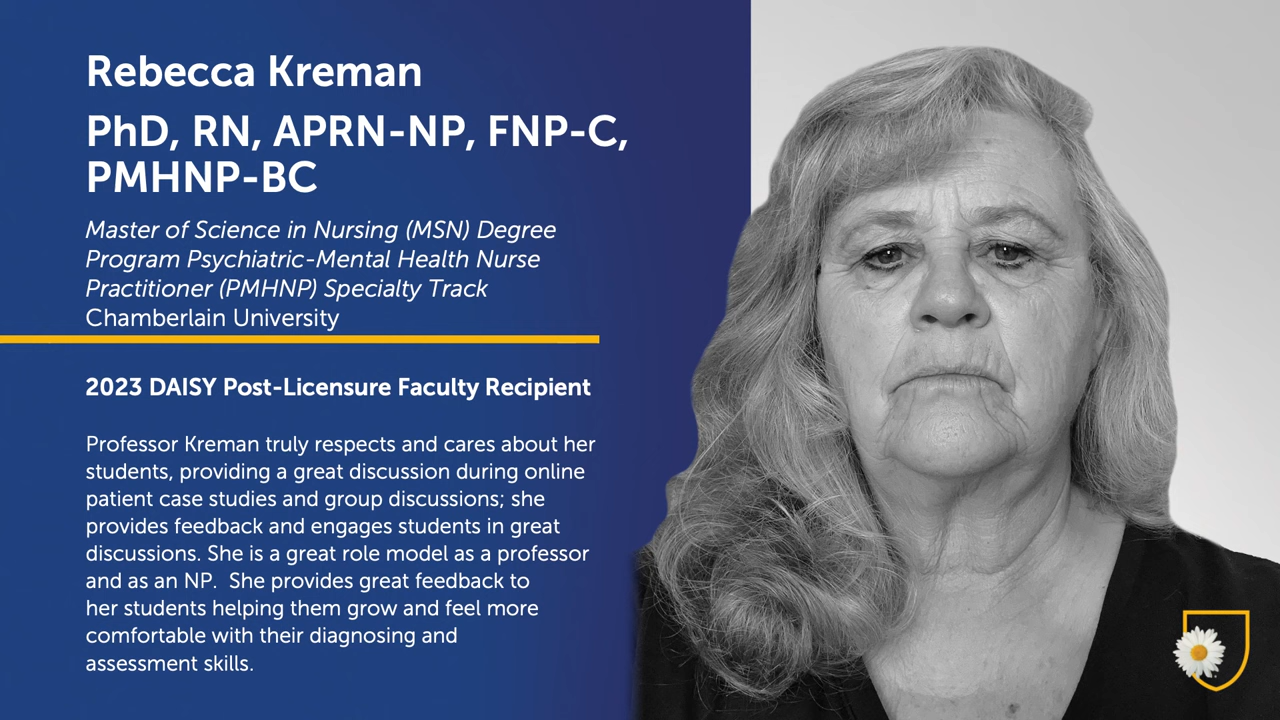 Rebecca Kreman
PhD, RN, APRN-NP, FNP-C,
PMHNP-BC
Master of Science in Nursing (MSN) Degree
Program Psychiatric-Mental Health Nurse
Practitioner (PMHNP) Specialty Track
Chamberlain University
2023 DAISY Post-Licensure Faculty Recipient
Professor Kreman truly respects and cares about her
students, providing a great discussion during online
patient case studies and group discussions; she
provides feedback and engages students in great
discussions. She is a great role model as a professor
and as an NP.  She provides great feedback to
her students helping them grow and feel more
comfortable with their diagnosing and
assessment skills.